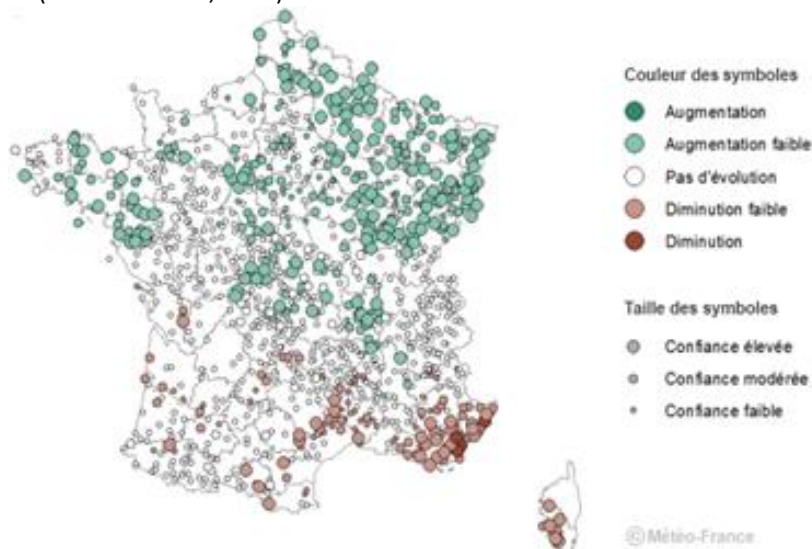 Couleur des symboles
Augmentation
Augmentation faible
Pas d'évolution
Diminution faible
Diminution
Taille des symboles
Confiance élevée
Confiance modérée
Confiance faible
©Météo-France